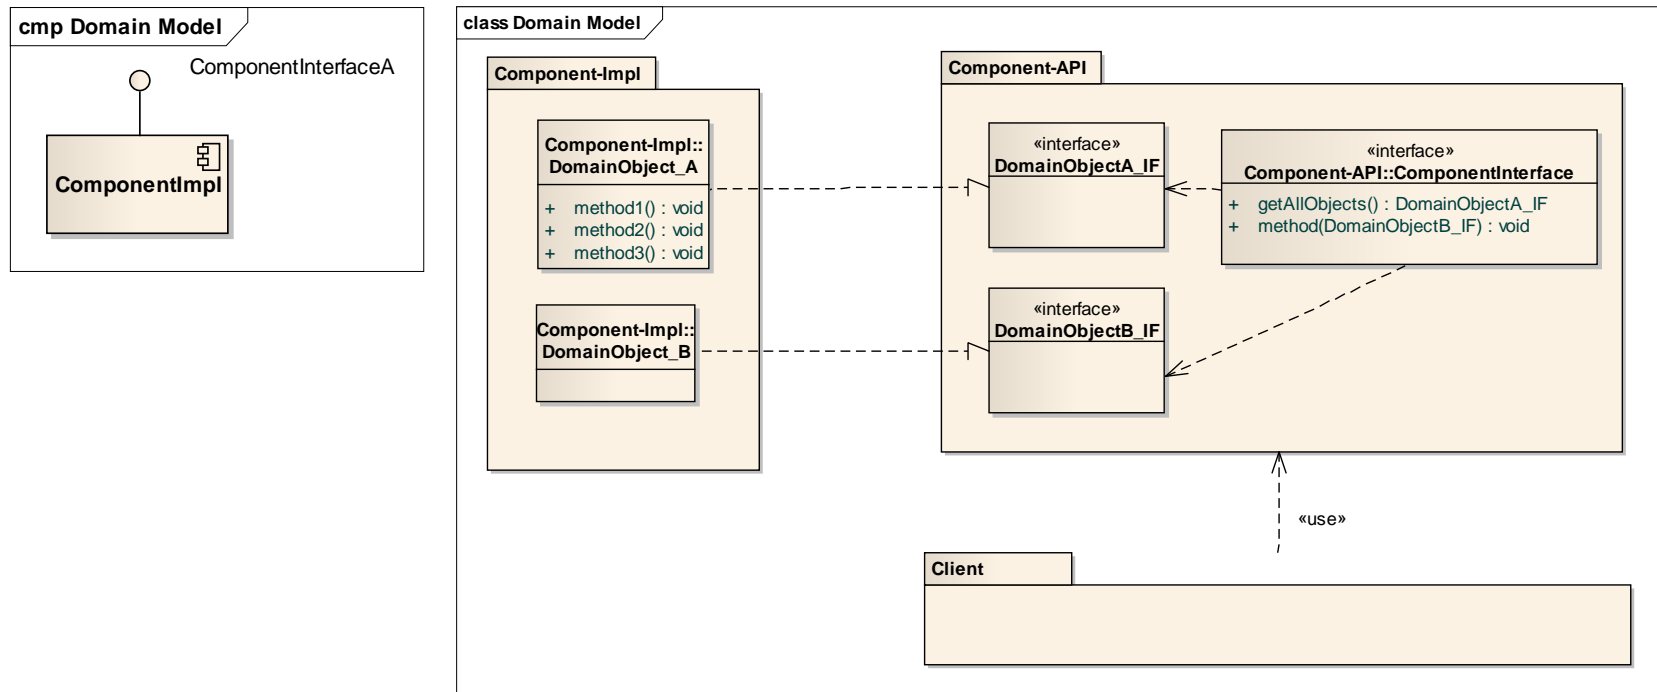 cmp Domain Model
ComponentInterfaceA
ComponentImpl
class Domain Model
Component-Impl
Component-Impl::
DomainObject_A
+ method1() : void
+ method2() : void
+ method3() : void
Component-Impl::
DomainObject_B
Component-API
«interface»
DomainObjectA_IF
«interface»
Component-API::ComponentInterface
+ getAllObjects() : DomainObjectA_IF
+ method(DomainObjectB_IF) : void
«interface»
DomainObjectB_IF
«use»
Client